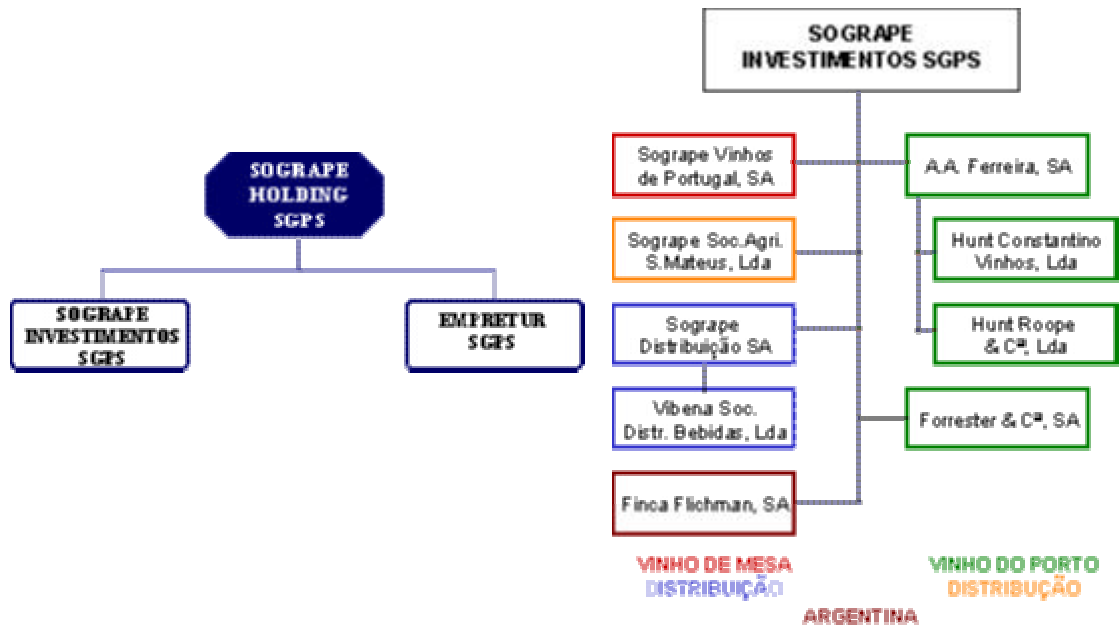 SOGRAPE
HOLDING
SGPS
SOGRAPE
INVESTIMENTOS
SGPS
EMPRETUR
SGPS
SOGRAPE
INVESTIMENTOS SGPS
Sogrape Vinhos
de Portugal, SA
A.A. Ferreira, SA
Sogrape Soc.Agri.
S.Mateus, Lda
Hunt Constantino
Vinhos, Lda
Sogrape
Distribuição SA
Hunt Roope
& Cª, Lda
Vibena Soc.
Distr. Bebidas, Lda
Forrester & Cª, SA
Finca Flichman, SA
VINHO DE MESA
DISTRIBUIÇÃO
VINHO DO PORTO
DISTRIBUÇÃO
ARGENTINA